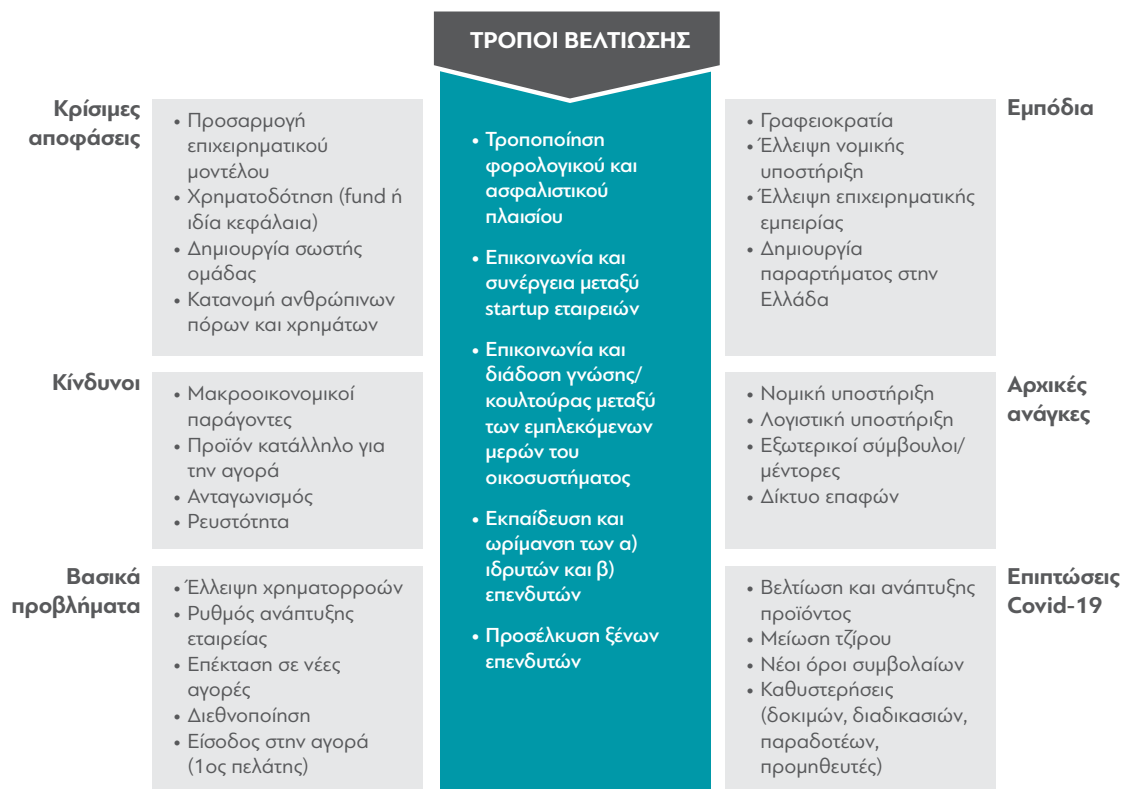 ΤΡΟΠΟΙ ΒΕΛΤΙΩΣΗΣ
Κρίσιμες
αποφάσεις
• Προσαρμογή
επιχειρηματικού
μοντέλου
• Χρηματοδότηση (fund ή
ιδία κεφάλαια)
• Δημιουργία σωστής
ομάδας
• Κατανομή ανθρώπινων
πόρων και χρημάτων
Κίνδυνοι
• Μακροοικονομικοί
παράγοντες
• Προϊόν κατάλληλο για
την αγορά
• Ανταγωνισμός
• Ρευστότητα
Βασικά
προβλήματα
• Έλλειψη χρηματορροών
• Ρυθμός ανάπτυξης
εταιρείας
• Επέκταση σε νέες
αγορές
• Διεθνοποίηση
• Είσοδος στην αγορά
(1ος πελάτης)
• Τροποποίηση
φορολογικού και
ασφαλιστικού
πλαισίου
• Επικοινωνία και
συνέργεια μεταξύ
startup εταιρειών
• Επικοινωνία και
διάδοση γνώσης/
κουλτούρας μεταξύ
των εμπλεκόμενων
μερών του
οικοσυστήματος
• Εκπαίδευση και
ωρίμανση των α)
ιδρυτών και β)
επενδυτών
• Προσέλκυση ξένων
επενδυτών
Εμπόδια
• Γραφειοκρατία
• Έλλειψη νομικής
υποστήριξη
• Έλλειψη επιχειρηματικής
εμπειρίας
• Δημιουργία
παραρτήματος στην
Ελλάδα
Αρχικές
ανάγκες
• Νομική υποστήριξη
• Λογιστική υποστήριξη
• Εξωτερικοί σύμβουλοι/
μέντορες
• Δίκτυο επαφών
Επιπτώσεις
Covid-19
• Βελτίωση και ανάπτυξης
προϊόντος
• Μείωση τζίρου
• Νέοι όροι συμβολαίων
• Καθυστερήσεις
(δοκιμών, διαδικασιών,
παραδοτέων,
προμηθευτές)